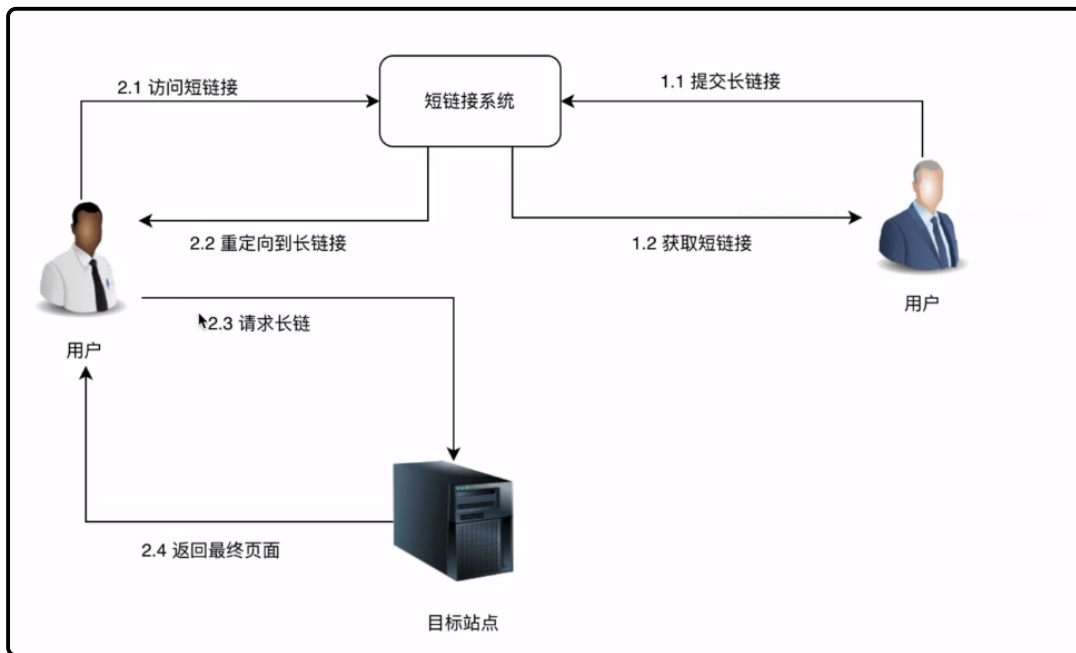 2.1 访问短链接
短链接系统
1.1 提交长链接
2.2 重定向到长链接
1.2 获取短链接
用户
2.3 请求长链
用户
2.4 返回最终页面
目标站点